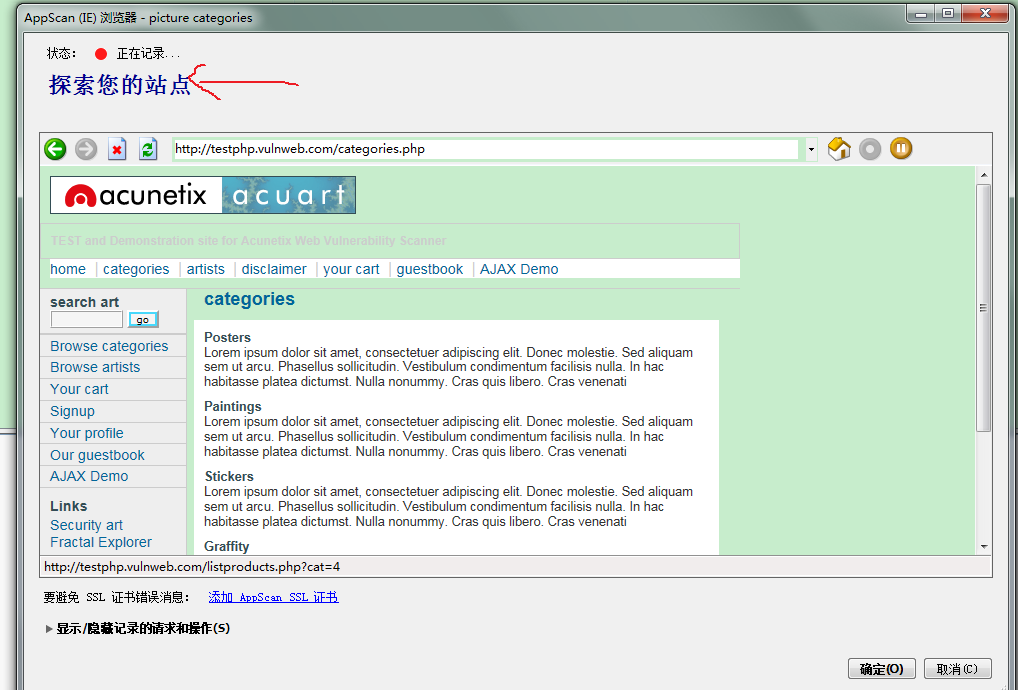 AppScan (IE) 浏览器 - picture categories
状态： 正在记录...
探索您的站点
http://testphp.vulnweb.com/categories.php
acunetix acuart
TEST and Demonstration site for Acunetix Web Vulnerability Scanner
home | categories | artists | disclaimer | your cart | guestbook | AJAX Demo
search art
go
Browse categories
Browse artists
Your cart
Signup
Your profile
Our guestbook
AJAX Demo
Links
Security art
Fractal Explorer
categories
Posters
Lorem ipsum dolor sit amet, consectetuer adipiscing elit. Donec molestie. Sed aliquam
sem ut arcu. Phasellus sollicitudin. Vestibulum condimentum facilisis nulla. In hac
habitasse platea dictumst. Nulla nonummy. Cras quis libero. Cras venenati
Paintings
Lorem ipsum dolor sit amet, consectetuer adipiscing elit. Donec molestie. Sed aliquam
sem ut arcu. Phasellus sollicitudin. Vestibulum condimentum facilisis nulla. In hac
habitasse platea dictumst. Nulla nonummy. Cras quis libero. Cras venenati
Stickers
Lorem ipsum dolor sit amet, consectetuer adipiscing elit. Donec molestie. Sed aliquam
sem ut arcu. Phasellus sollicitudin. Vestibulum condimentum facilisis nulla. In hac
habitasse platea dictumst. Nulla nonummy. Cras quis libero. Cras venenati
Graffity
http://testphp.vulnweb.com/listproducts.php?cat=4
要避免 SSL 证书错误消息： 添加 AppScan SSL 证书
显示/隐藏记录的请求和操作(S)
确定(O) 取消(C)